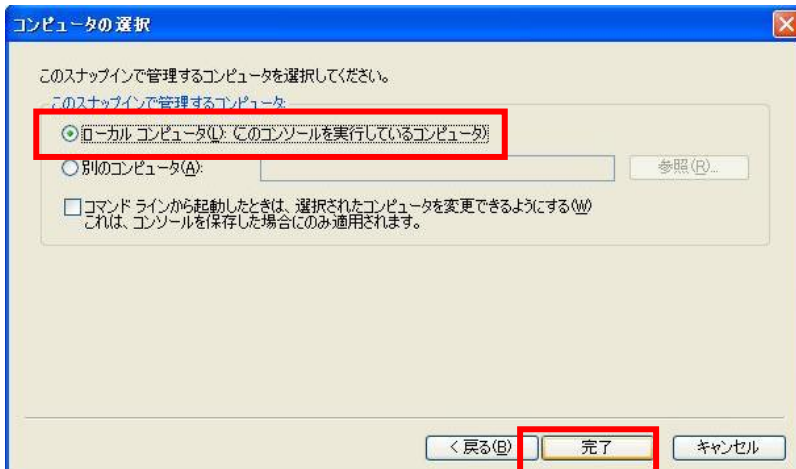 コンピュータの選択
このスナップインで管理するコンピュータを選択してください。
このスナップインで管理するコンピュータ:
ローカル コンピュータ(L): (このコンソールを実行しているコンピュータ)
別のコンピュータ(A):
参照(R)...
コマンド ラインから起動したときは、選択されたコンピュータを変更できるようにする(W)
これは、コンソールを保存した場合にのみ適用されます。
< 戻る(B)
完了
キャンセル